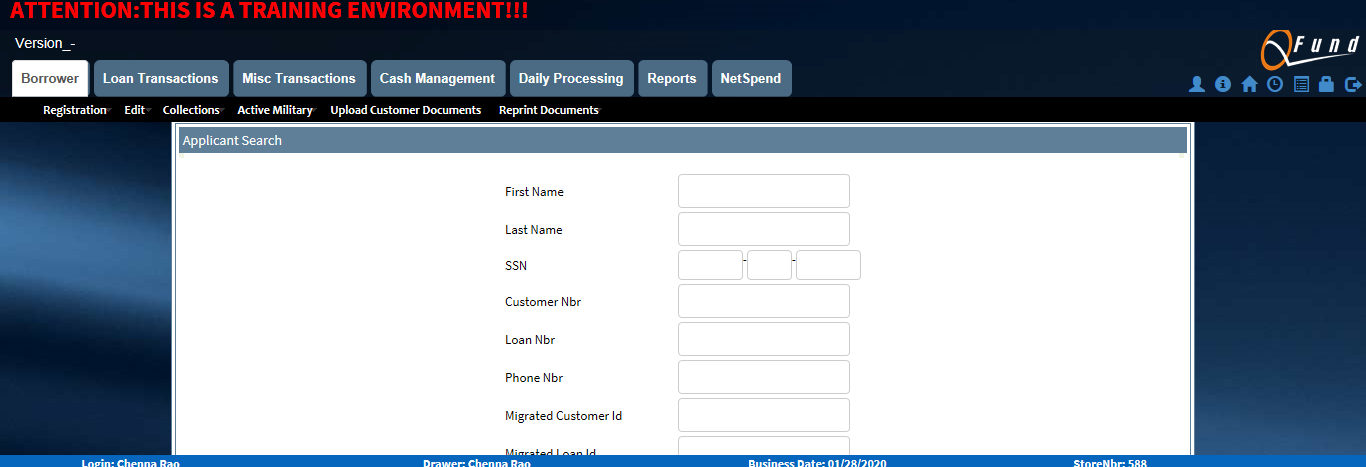 ATTENTION:THIS IS A TRAINING ENVIRONMENT!!!
Version_-
QFund
Borrower Loan Transactions Misc Transactions Cash Management Daily Processing Reports NetSpend
Registration Edit Collections Active Military Upload Customer Documents Reprint Documents
Applicant Search
First Name
Last Name
SSN - -
Customer Nbr
Loan Nbr
Phone Nbr
Migrated Customer Id
Migrated Loan Id
Login: Chenna Rao Drawer: Chenna Rao Business Date: 01/28/2020 StoreNbr: 588